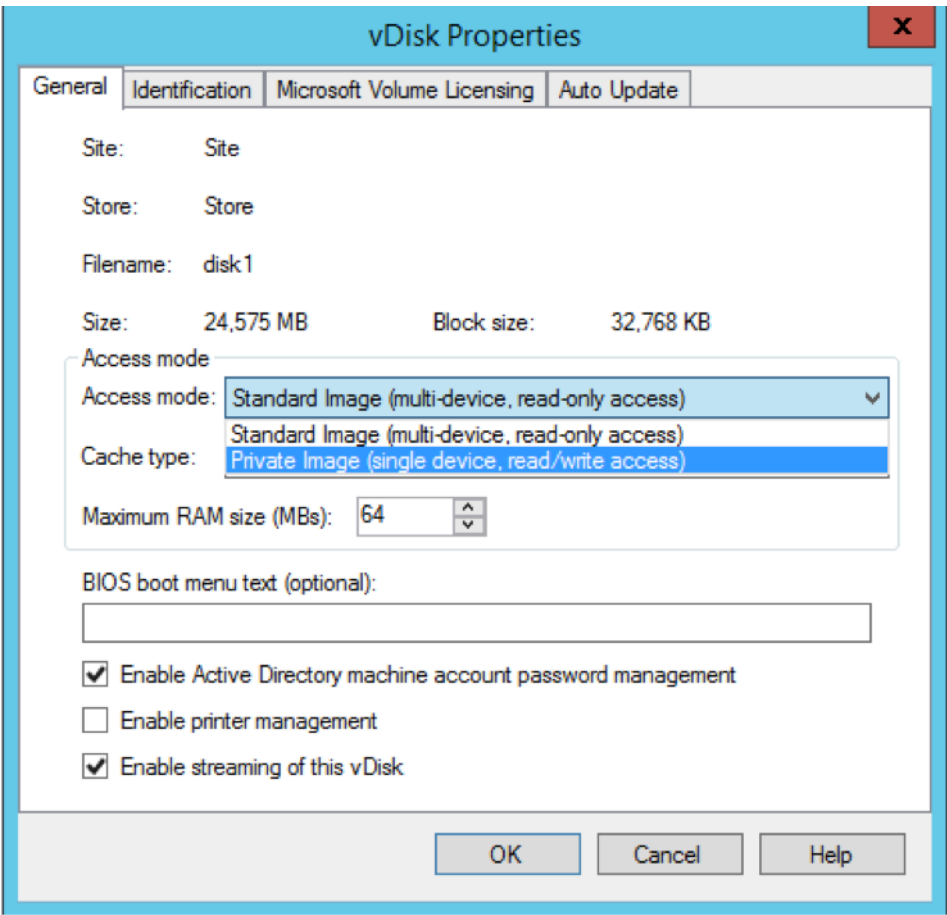 vDisk Properties
x
General Identification Microsoft Volume Licensing Auto Update
Site: Site
Store: Store
Filename: disk1
Size: 24,575 MB Block size: 32,768 KB
Access mode
Access mode: Standard Image (multi-device, read-only access)
Standard Image (multi-device, read-only access)
Cache type: Private Image (single device, read/write access)
Maximum RAM size (MBs): 64
BIOS boot menu text (optional):
Enable Active Directory machine account password management
Enable printer management
Enable streaming of this vDisk
OK Cancel Help